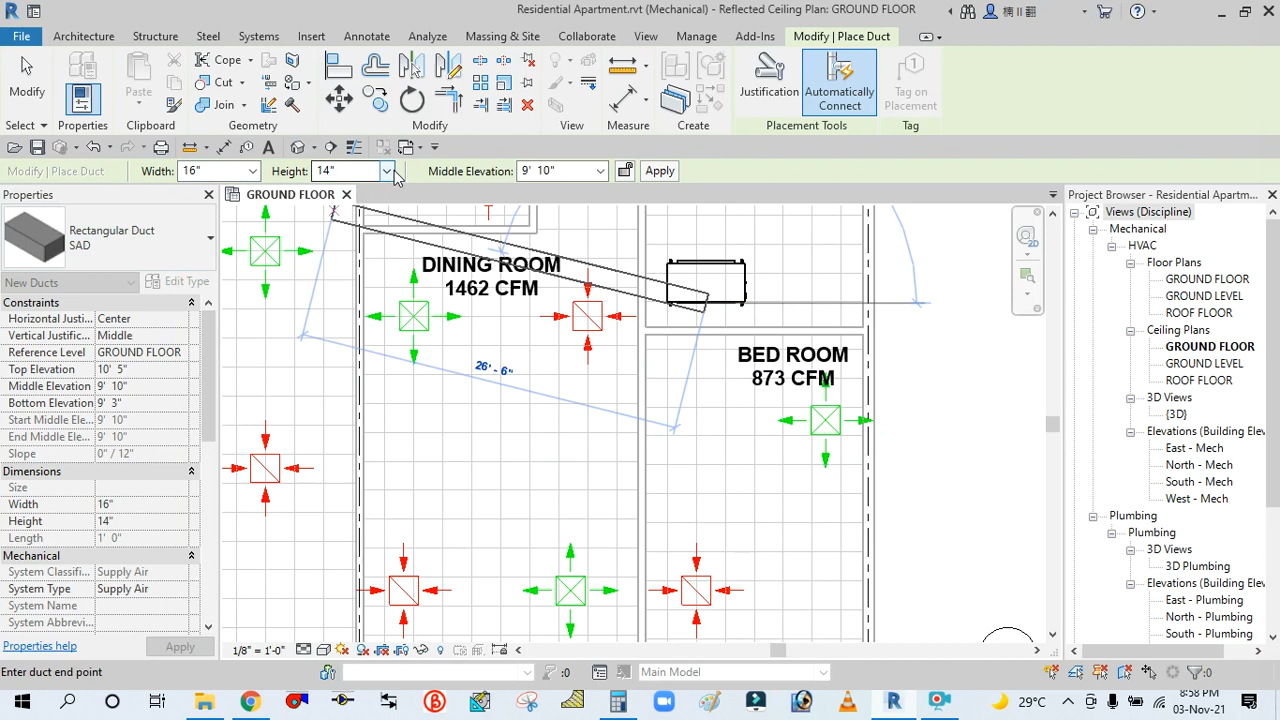 Residential Apartment.rvt (Mechanical) - Reflected Ceiling Plan: GROUND FLOOR
File Architecture Structure Steel Systems Insert Annotate Analyze Massing & Site Collaborate View Manage Add-Ins Modify | Place Duct
Modify
Properties
Paste
Cope
Cut
Join
Justification
Automatically Connect
Tag on Placement
Select Properties Clipboard Geometry Modify View Measure Create Placement Tools Tag
Modify | Place Duct Width: 16" Height: 14" Middle Elevation: 9' 10" Apply
Properties
Rectangular Duct
SAD
New Ducts Edit Type
Constraints
Horizontal Justi... Center
Vertical Justific... Middle
Reference Level GROUND FLOOR
Top Elevation 10' 5"
Middle Elevation 9' 10"
Bottom Elevation 9' 3"
Start Middle Ele... 9' 10"
End Middle Ele... 9' 10"
Slope 0" / 12"
Dimensions
Size
Width 16"
Height 14"
Length 1' 0"
Mechanical
System Classifi... Supply Air
System Type Supply Air
System Name
System Abbrevi...
Properties help Apply
GROUND FLOOR
DINING ROOM
1462 CFM
26' - 6"
BED ROOM
873 CFM
2D
Project Browser - Residential Apartm...
Views (Discipline)
Mechanical
HVAC
Floor Plans
GROUND FLOOR
GROUND LEVEL
ROOF FLOOR
Ceiling Plans
GROUND FLOOR
GROUND LEVEL
ROOF FLOOR
3D Views
{3D}
Elevations (Building Elev
East - Mech
North - Mech
South - Mech
West - Mech
Plumbing
Plumbing
3D Views
3D Plumbing
Elevations (Building Elev
East - Plumbing
North - Plumbing
South - Plumbing
1/8" = 1'-0"
Enter duct end point :0 Main Model :0
29°C
8:58 PM
03-Nov-21